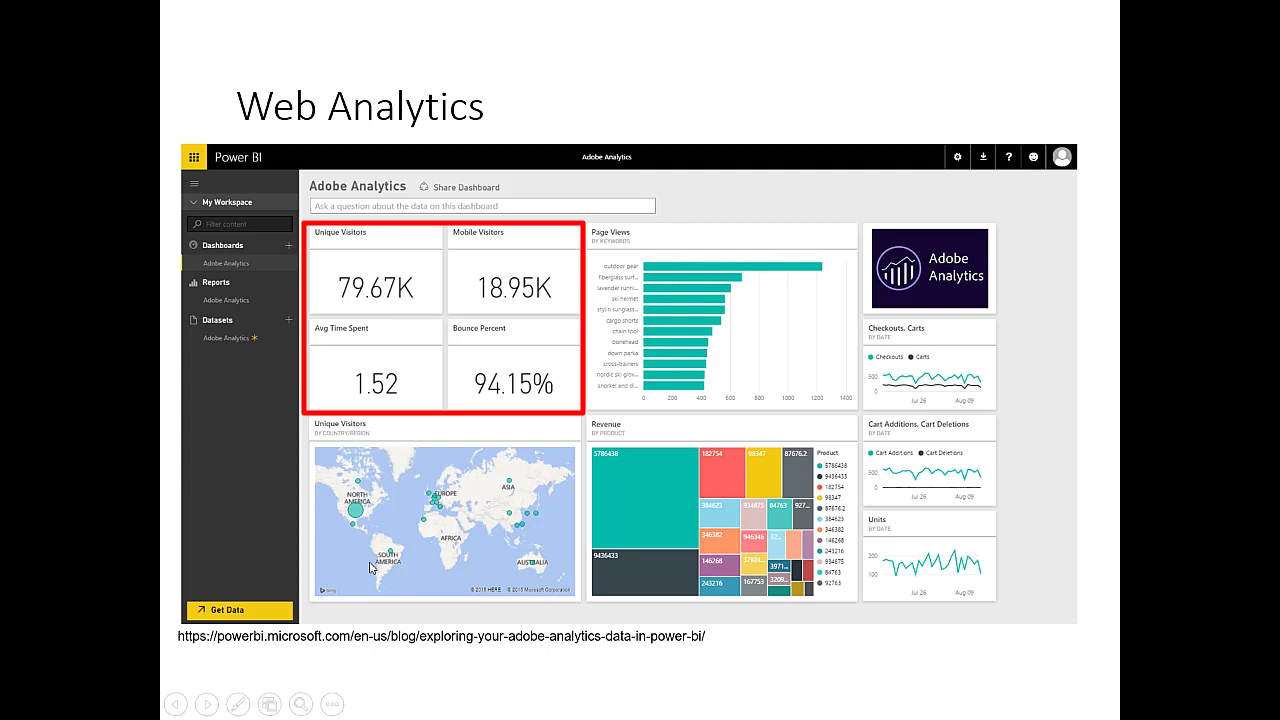 Web Analytics
Power BI
Adobe Analytics
?
Adobe Analytics
Share Dashboard
Ask a question about the data on this dashboard
My Workspace
Filter content
Dashboards +
Adobe Analytics
Reports
Adobe Analytics
Datasets +
Adobe Analytics *
Get Data
Unique Visitors
79.67K
Mobile Visitors
18.95K
Avg Time Spent
1.52
Bounce Percent
94.15%
Page Views
BY KEYWORDS
outdoor gear
fiberglass surf...
lavender runni...
ski helmet
stylin sunglass...
cargo shorts
chain tool
bonehead
down parka
cross-trainers
nordic ski glov...
snorkel and di...
0 200 400 600 800 1000 1200 1400
Adobe
Analytics
Checkouts, Carts
BY DATE
Checkouts Carts
500
0
Jul 26 Aug 09
Unique Visitors
BY COUNTRY/REGION
NORTH
AMERICA
EUROPE
ASIA
AFRICA
SOUTH
AMERICA
AUSTRALIA
bing
© 2015 HERE © 2015 Microsoft Corporation
Revenue
BY PRODUCT
5786438
182754
98347
87676.2
384623
934875
84763
927...
346382
946346
32...
146268
3971...
9436433
243216
167753
3209...
Product
5786438
9436433
182754
98347
87676.2
384623
346382
146268
243216
934875
84763
92763
Cart Additions, Cart Deletions
BY DATE
Cart Additions Cart Deletions
500
0
Jul 26 Aug 09
Units
BY DATE
200
100
Jul 26 Aug 09
https://powerbi.microsoft.com/en-us/blog/exploring-your-adobe-analytics-data-in-power-bi/